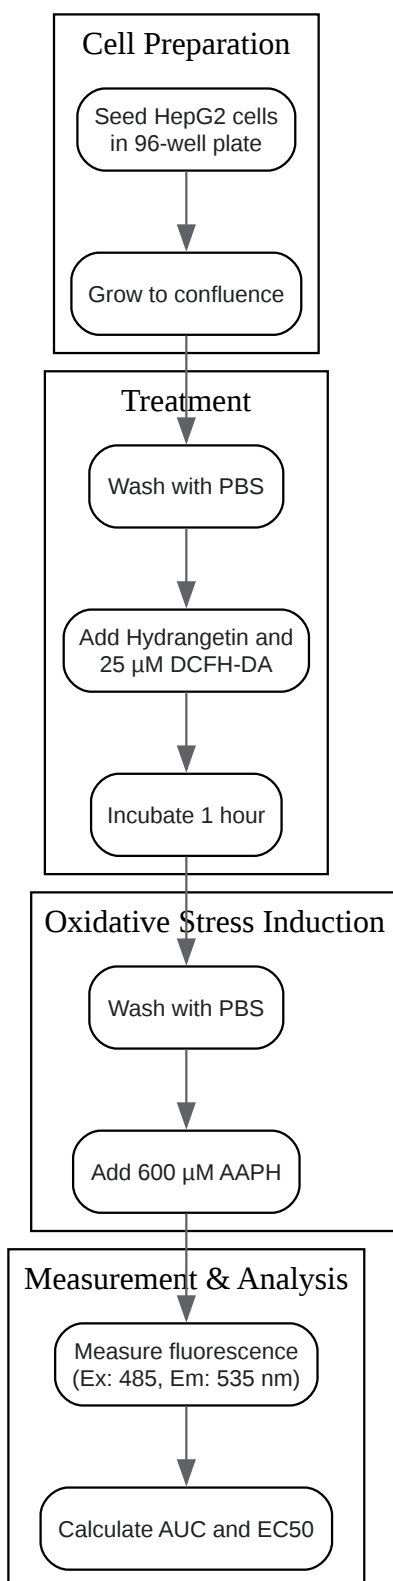 Cell Preparation
Seed HepG2 cells
in 96-well plate
Grow to confluence
Treatment
Wash with PBS
Add Hydrangetin and
25 µM DCFH-DA
Incubate 1 hour
Oxidative Stress Induction
Wash with PBS
Add 600 µM AAPH
Measurement & Analysis
Measure fluorescence
(Ex: 485, Em: 535 nm)
Calculate AUC and EC50